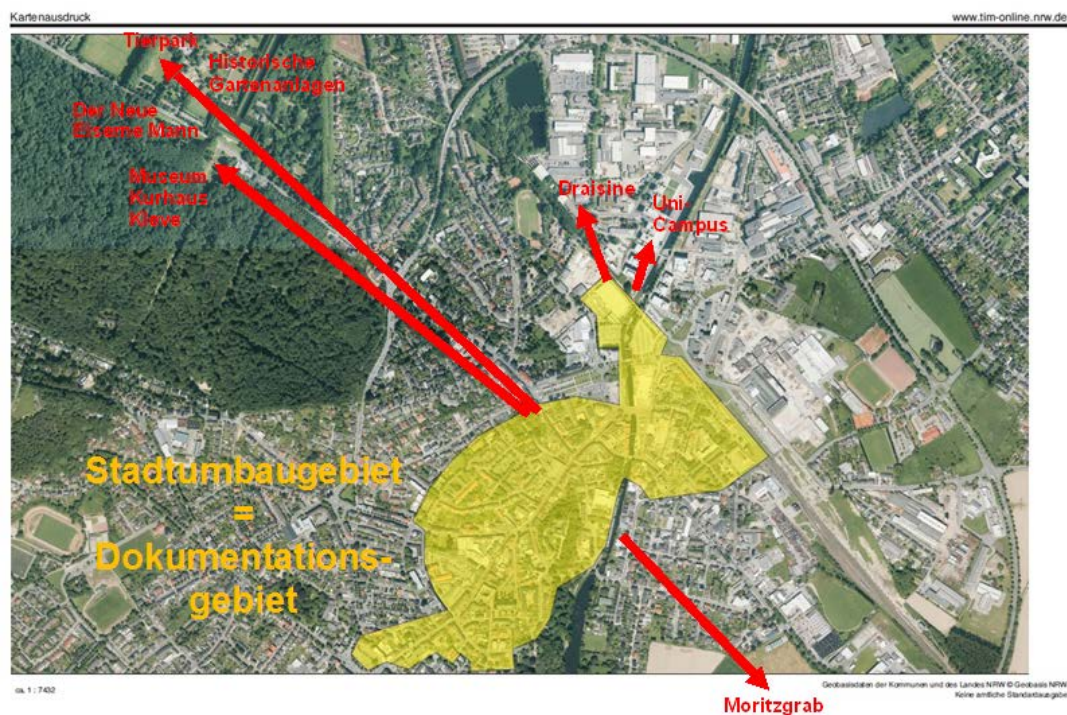 Kartenausdruck
www.tim-online.nrw.de
Tierpark
Historische
Gartenanlagen
Der Neue
Eiserne Mann
Museum
Kurhaus
Kleve
Draisine
Uni-
Campus
Stadtumbaugebiet
=
Dokumentations-
gebiet
Moritzgrab
ca. 1 : 7432
Geobasisdaten der Kommunen und des Landes NRW © Geobasis NRW
Keine amtliche Standardausgabe